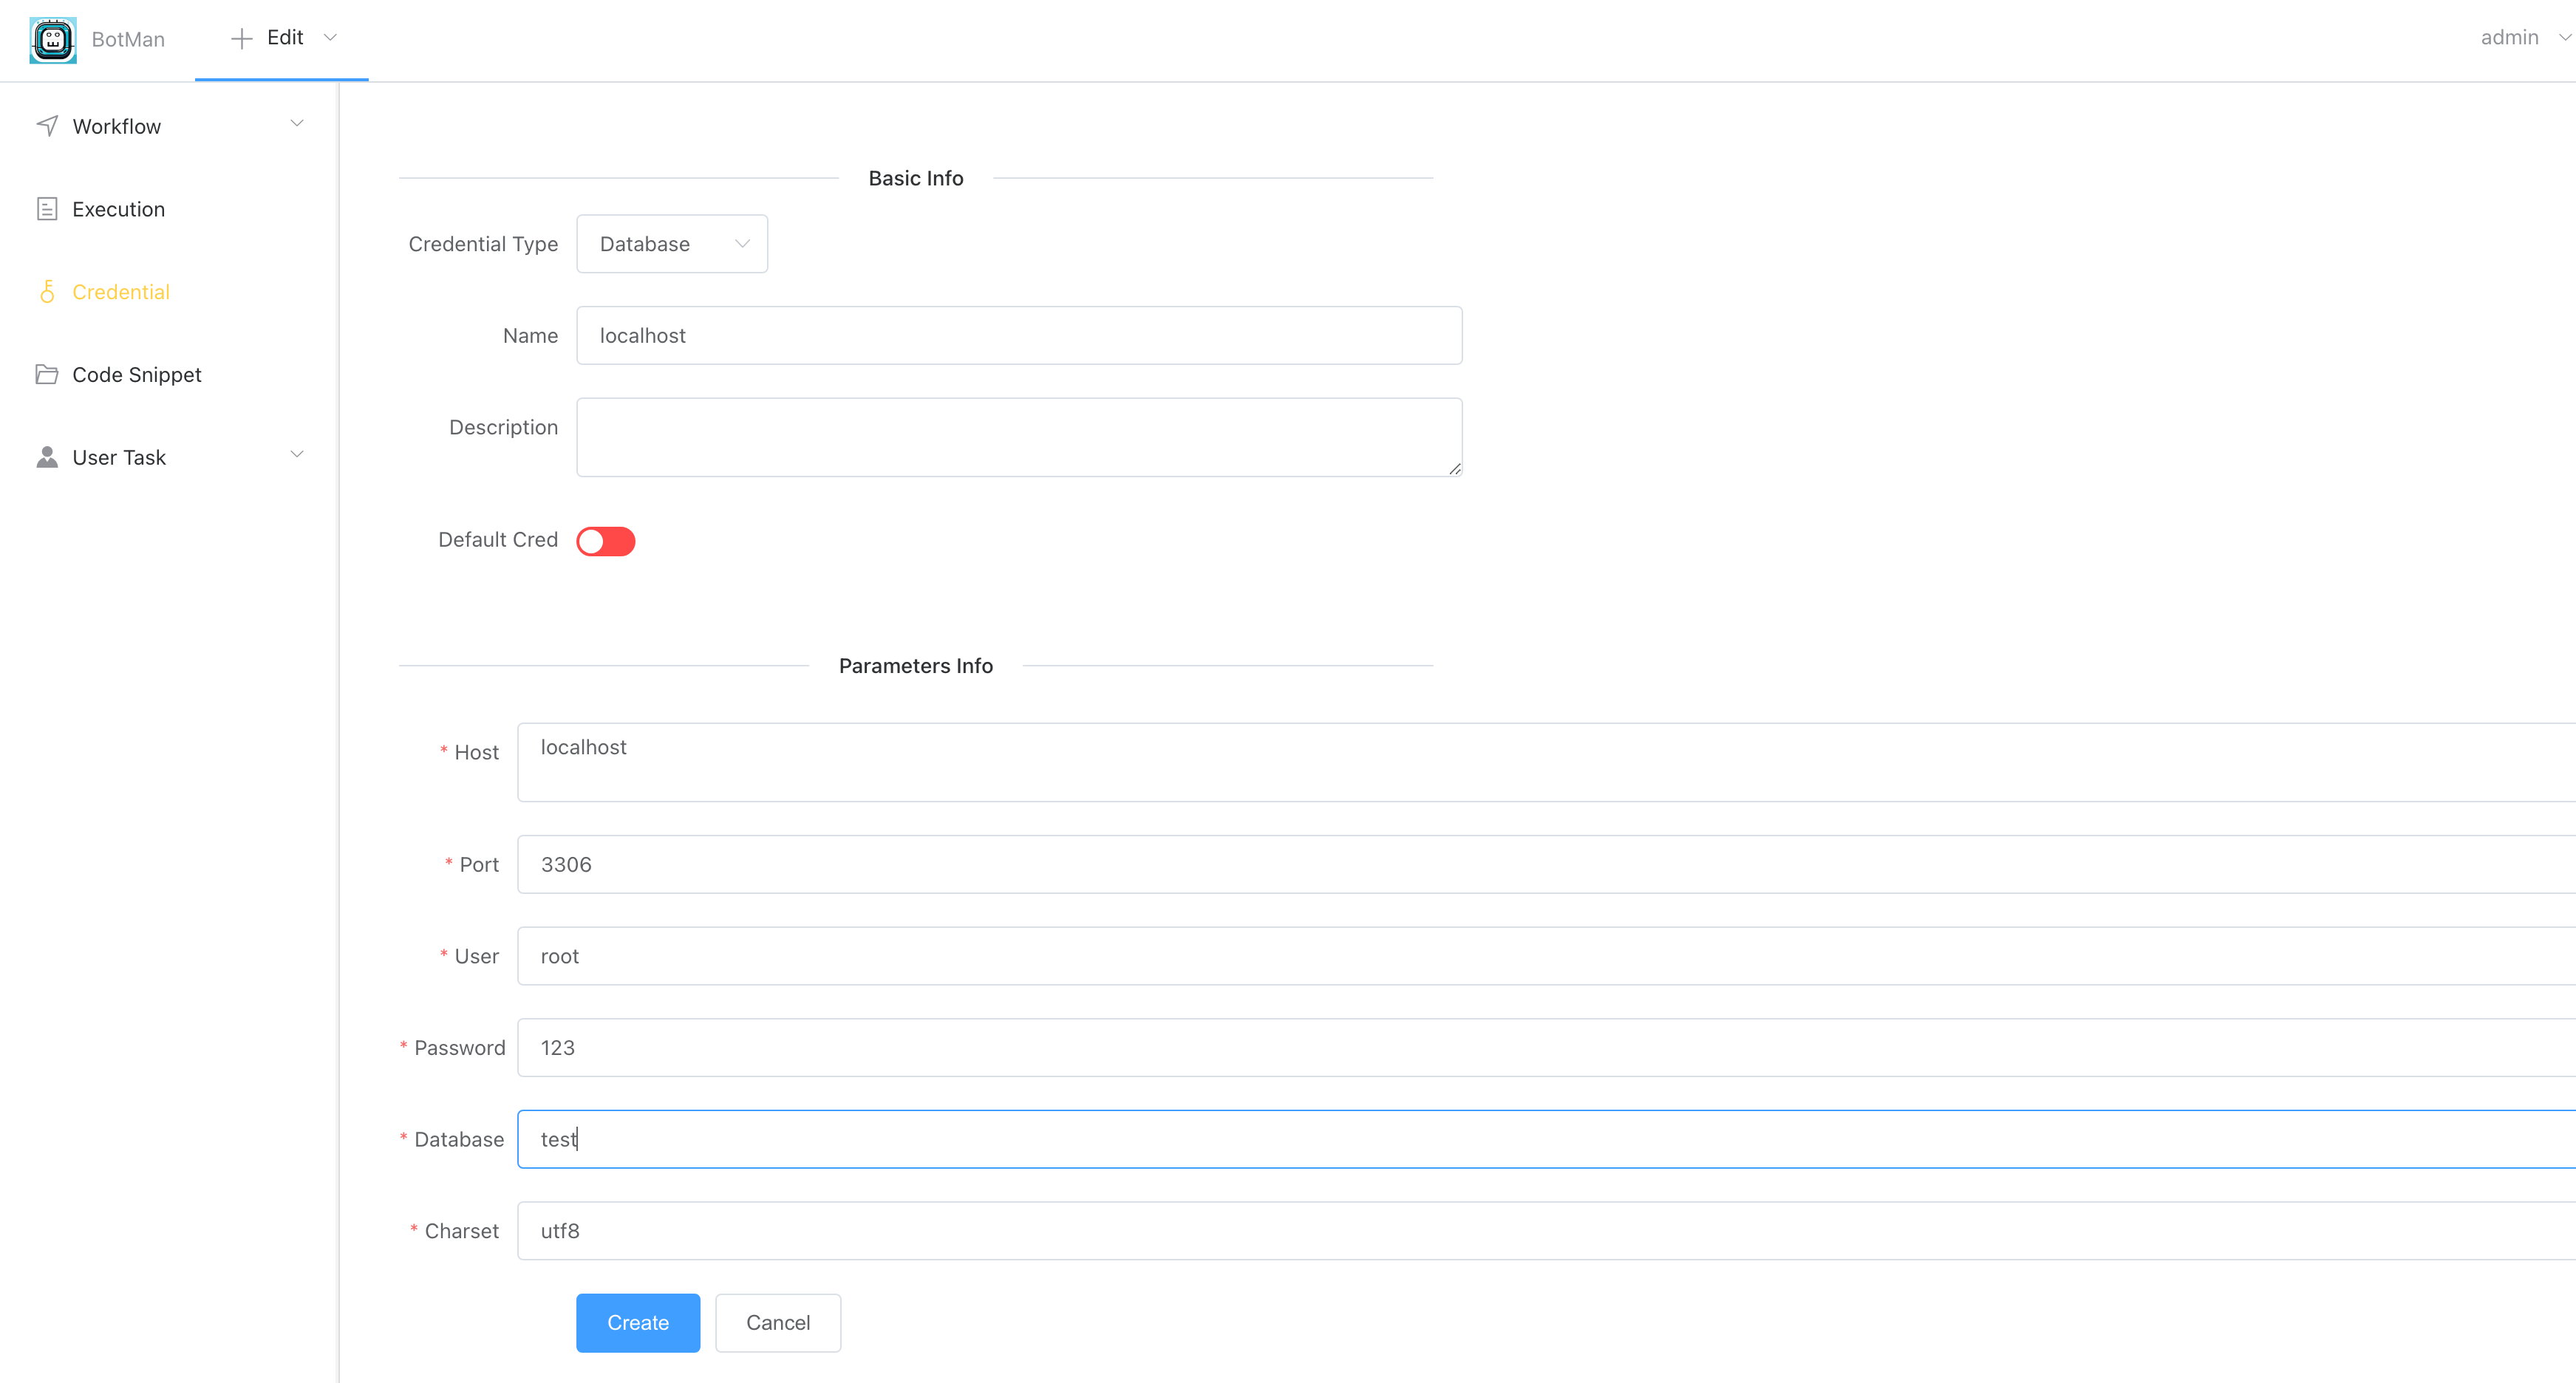 BotMan
Edit
admin
Workflow
Execution
Credential
Code Snippet
User Task
Basic Info
Credential Type Database
Name localhost
Description
Default Cred
Parameters Info
* Host localhost
* Port 3306
* User root
* Password 123
* Database test
* Charset utf8
Create Cancel